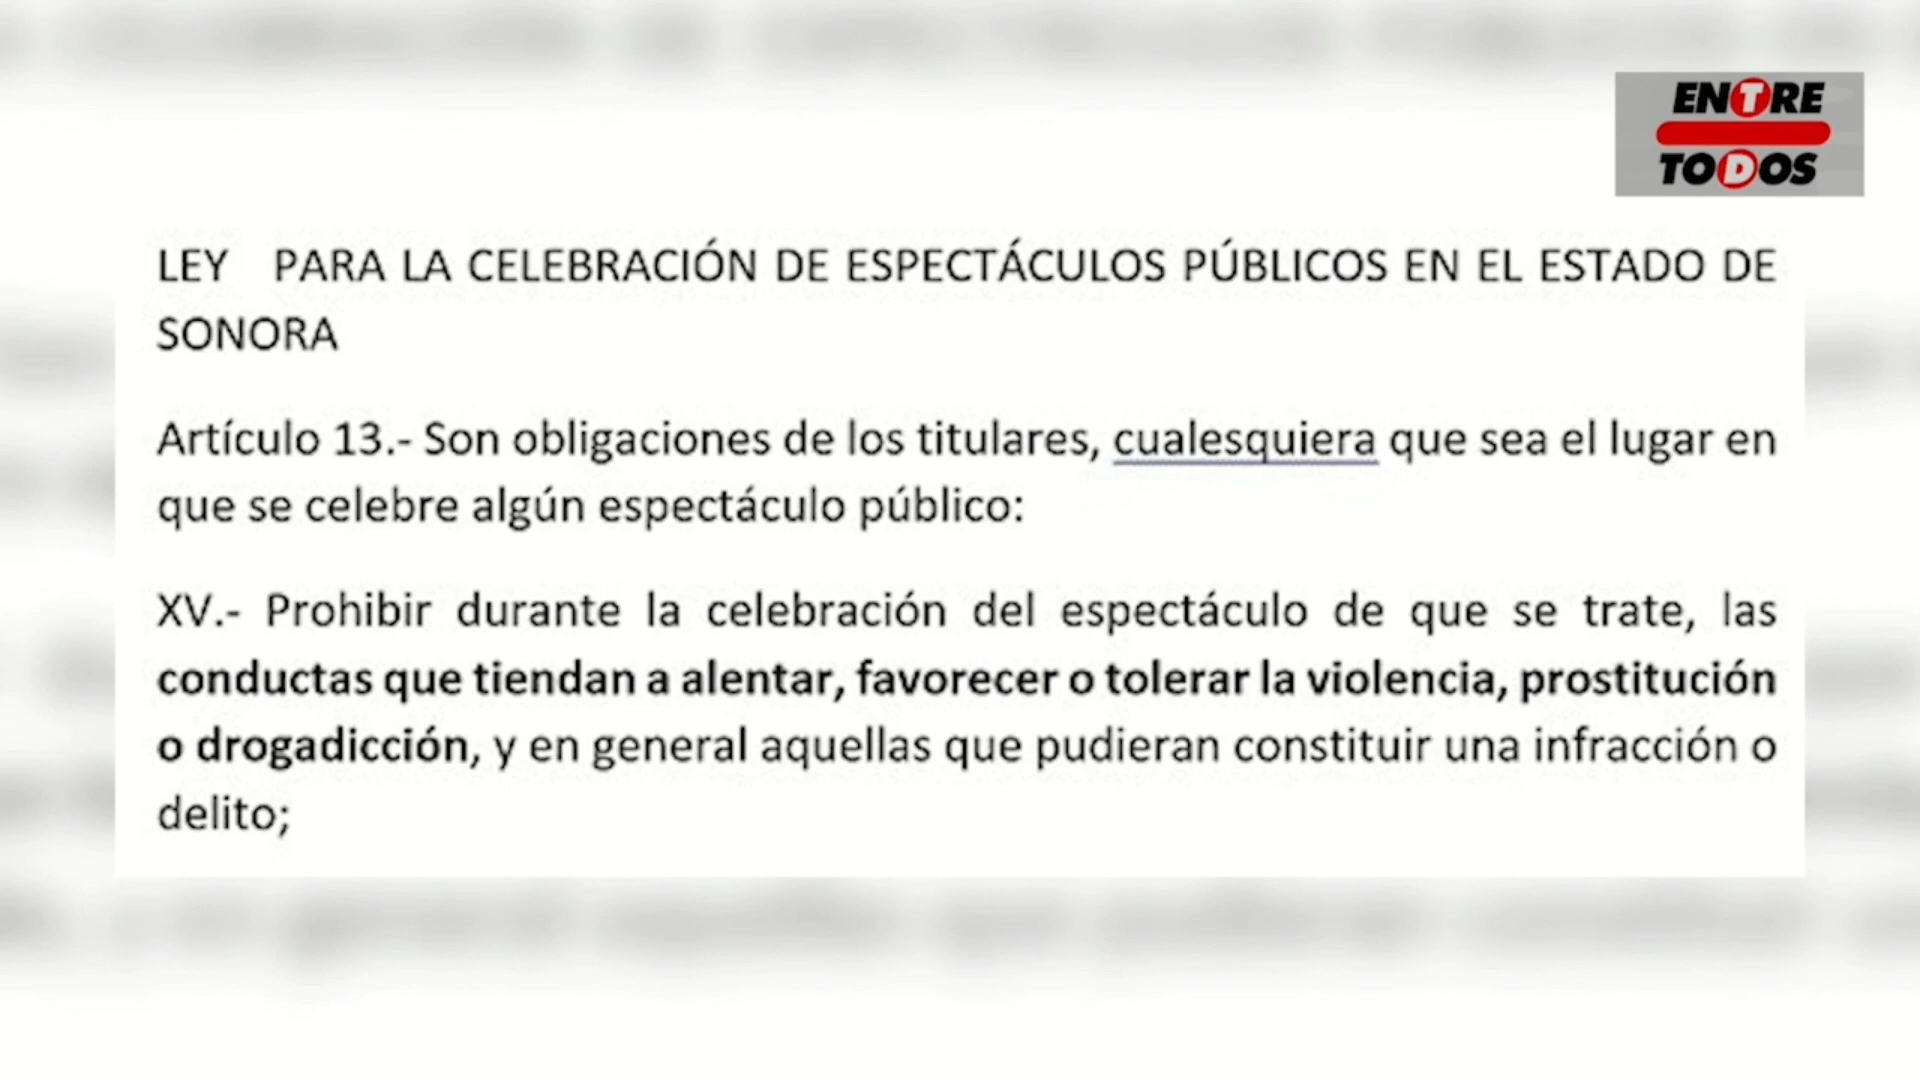 ENTRE
TODOS
LEY PARA LA CELEBRACIÓN DE ESPECTÁCULOS PÚBLICOS EN EL ESTADO DE
SONORA
Artículo 13.- Son obligaciones de los titulares, cualesquiera que sea el lugar en
que se celebre algún espectáculo público:
XV.- Prohibir durante la celebración del espectáculo de que se trate, las
conductas que tiendan a alentar, favorecer o tolerar la violencia, prostitución
o drogadicción, y en general aquellas que pudieran constituir una infracción o
delito;